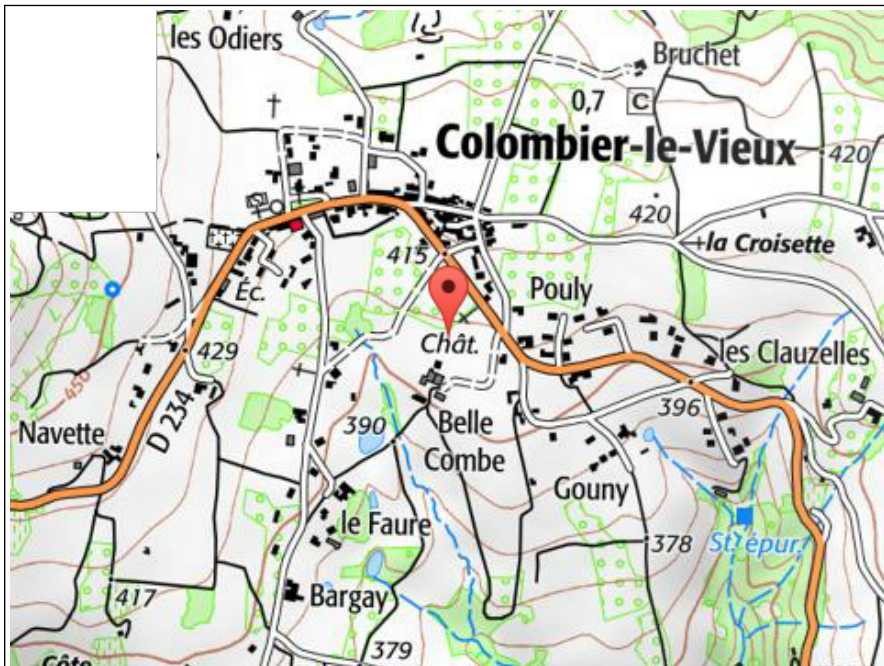 les Odiers
Bruchet
0,7
C
Colombier-le-Vieux
420
420
la Croisette
415
Éc.
Pouly
Chât.
les Clauzelles
429
450
396
D 234
Navette
390
Belle
Combe
Gouny
le Faure
St. épur.
378
Bargay
417
379
Côte